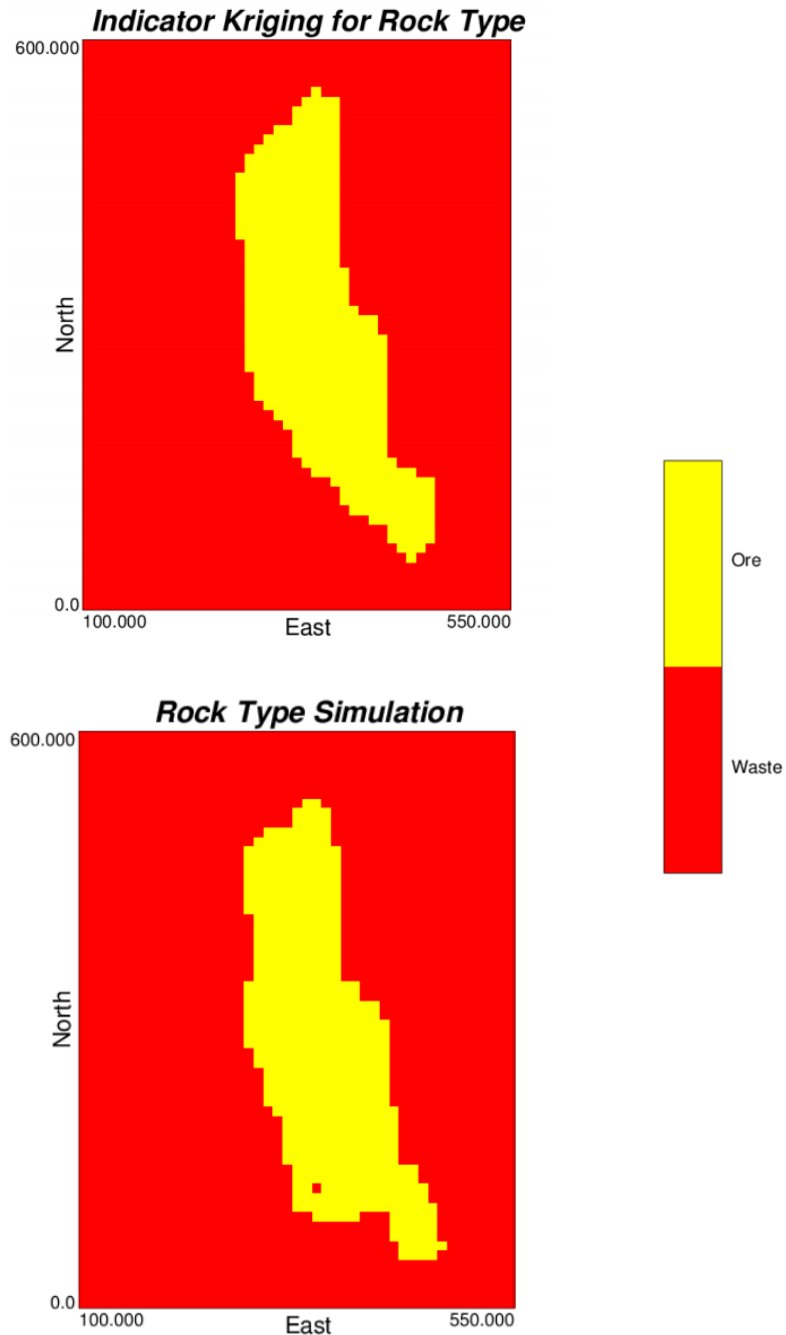 Indicator Kriging for Rock Type
600.000
North
0.0
100.000
East
550.000
Ore
Waste
Rock Type Simulation
600.000
North
0.0
100.000
East
550.000